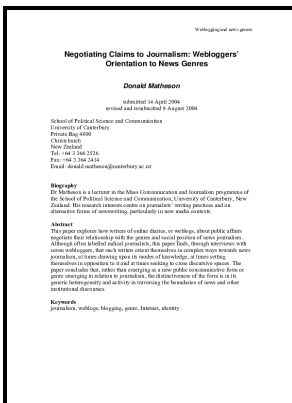 Weblogging and news genres
Negotiating Claims to Journalism: Webloggers'
Orientation to News Genres
Donald Matheson
submitted 14 April 2004
revised and resubmitted 9 August 2004
School of Political Science and Communication
University of Canterbury
Private Bag 4800
Christchurch
New Zealand
Tel: +64 3 366 2526
Fax: +64 364 2414
Email: donald.matheson@canterbury.ac.nz
Biography
Dr Matheson is a lecturer in the Mass Communication and Journalism programme of
the School of Political Science and Communication, University of Canterbury, New
Zealand. His research interests centre on journalists' writing practices and on
alternative forms of newswriting, particularly in new media contexts.
Abstract
This paper explores how writers of online diaries, or weblogs, about public affairs
negotiate their relationship with the genres and social position of news journalism.
Although often labelled radical journalists, this paper finds, through interviews with
seven webloggers, that such writers orient themselves in complex ways towards news
journalism, at times drawing upon its modes of knowledge, at times setting
themselves in opposition to it and at times seeking to cross discursive spaces. The
paper concludes that, rather than emerging as a new public communicative form or
genre emerging in relation to journalism, the distinctiveness of the form is in its
generic heterogeneity and activity in traversing the boundaries of news and other
institutional discourses.
Keywords
journalism, weblogs, blogging, genre, Internet, identity